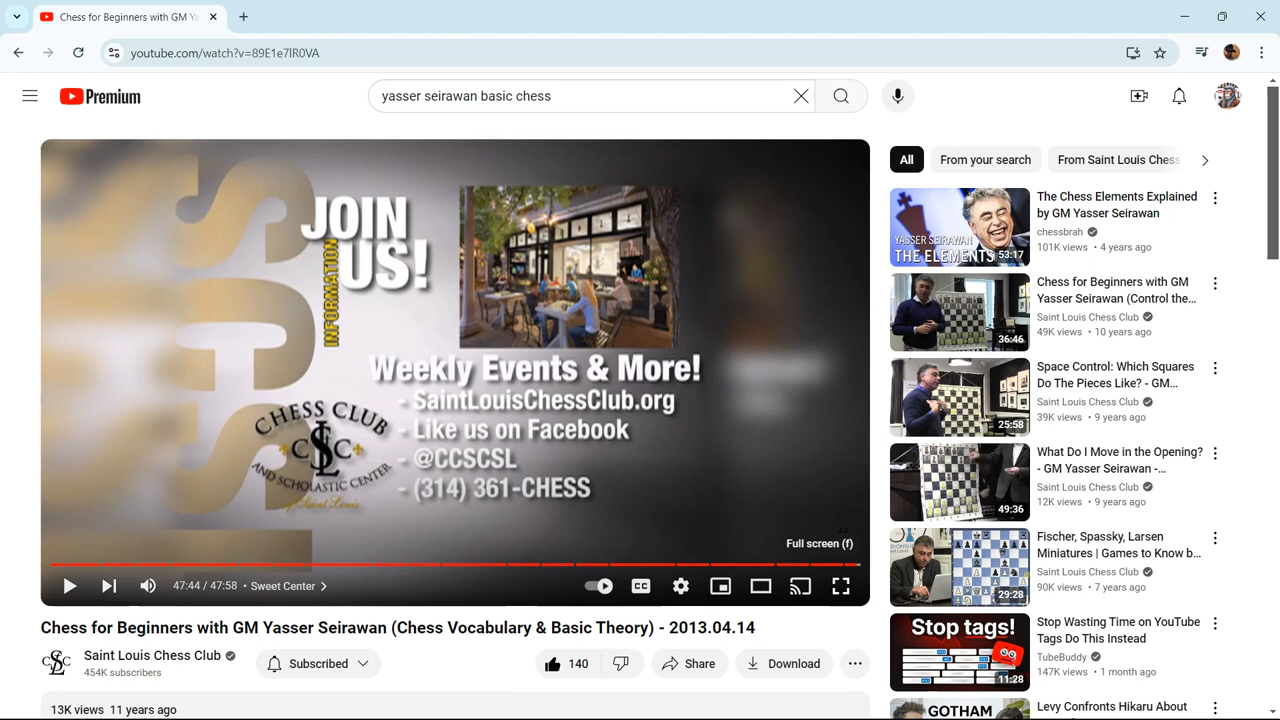 Chess for Beginners with GM Ya
youtube.com/watch?v=89E1e7lR0VA
Premium
yasser seirawan basic chess
JOIN
US!
INFORMATION
Weekly Events & More!
- SaintLouisChessClub.org
- Like us on Facebook
- @CCSCSL
- (314) 361-CHESS
CHESS CLUB
STL
AND SCHOLASTIC CENTER
of Saint Louis
Full screen (f)
47:44 / 47:58 • Sweet Center
CC
Chess for Beginners with GM Yasser Seirawan (Chess Vocabulary & Basic Theory) - 2013.04.14
Saint Louis Chess Club
454K subscribers
Subscribed
140
Share
Download
13K views 11 years ago
All
From your search
From Saint Louis Chess
YASSER SEIRAWAN
THE ELEMENTS
53:17
The Chess Elements Explained
by GM Yasser Seirawan
chessbrah
101K views • 4 years ago
36:46
Chess for Beginners with GM
Yasser Seirawan (Control the...
Saint Louis Chess Club
49K views • 10 years ago
25:58
Space Control: Which Squares
Do The Pieces Like? - GM...
Saint Louis Chess Club
39K views • 9 years ago
49:36
What Do I Move in the Opening?
- GM Yasser Seirawan -...
Saint Louis Chess Club
12K views • 9 years ago
29:28
Fischer, Spassky, Larsen
Miniatures | Games to Know b...
Saint Louis Chess Club
90K views • 7 years ago
Stop tags!
11:28
Stop Wasting Time on YouTube
Tags Do This Instead
TubeBuddy
147K views • 1 month ago
GOTHAM
Levy Confronts Hikaru About